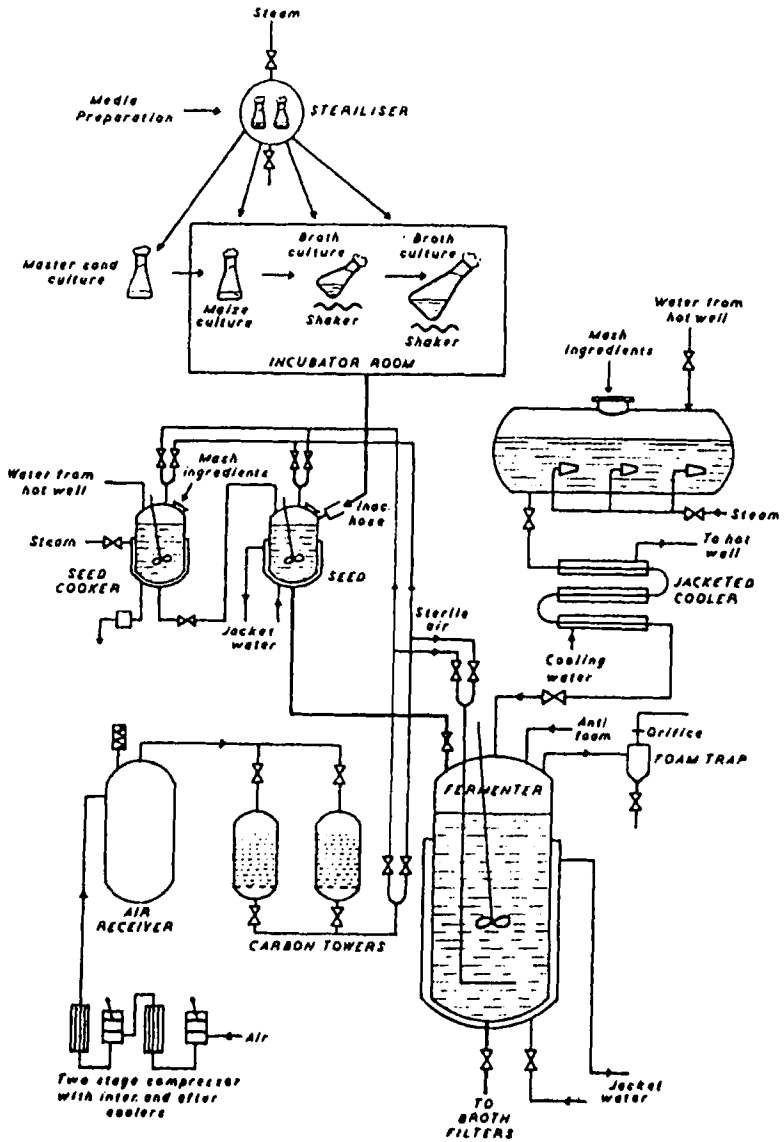 Steam
Media
Preparation
STERILISER
Master sand
culture
Maize
culture
Broth
culture
Shaker
Broth
culture
Shaker
INCUBATOR ROOM
Water from
hot well
Mash
ingredients
Steam
To hot
well
JACKETED
COOLER
Cooling
water
Water from
hot well
Mash
ingredients
Steam
SEED
COOKER
Inoc.
hose
SEED
Jacket
water
Sterile
air
Anti
foam
Orifice
FOAM TRAP
FERMENTER
AIR
RECEIVER
CARBON TOWERS
Air
Two stage compressor
with inter. and after
coolers
TO
BROTH
FILTERS
Jacket
water